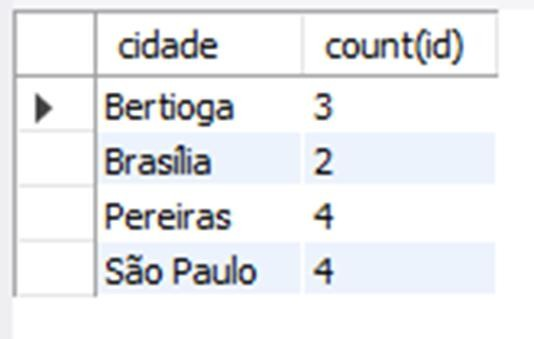 cidade count(id)
Bertioga 3
Brasília 2
Pereiras 4
São Paulo 4